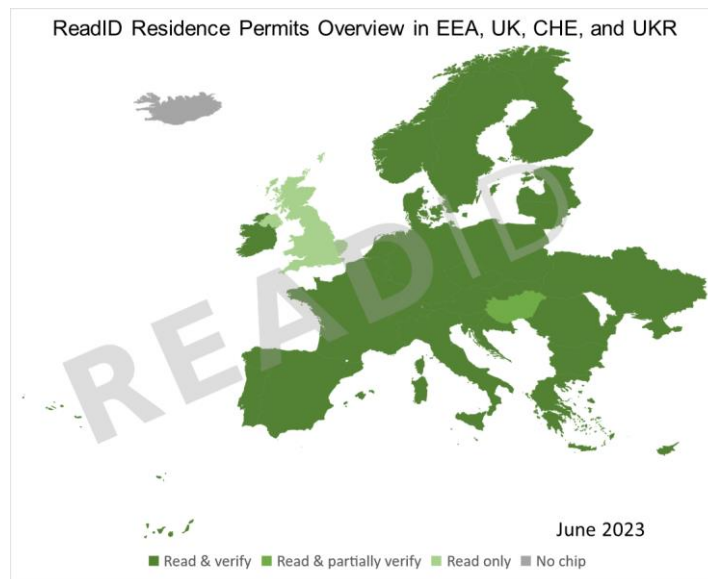 ReadID Residence Permits Overview in EEA, UK, CHE, and UKR
READID
June 2023
Read & verify Read & partially verify Read only No chip